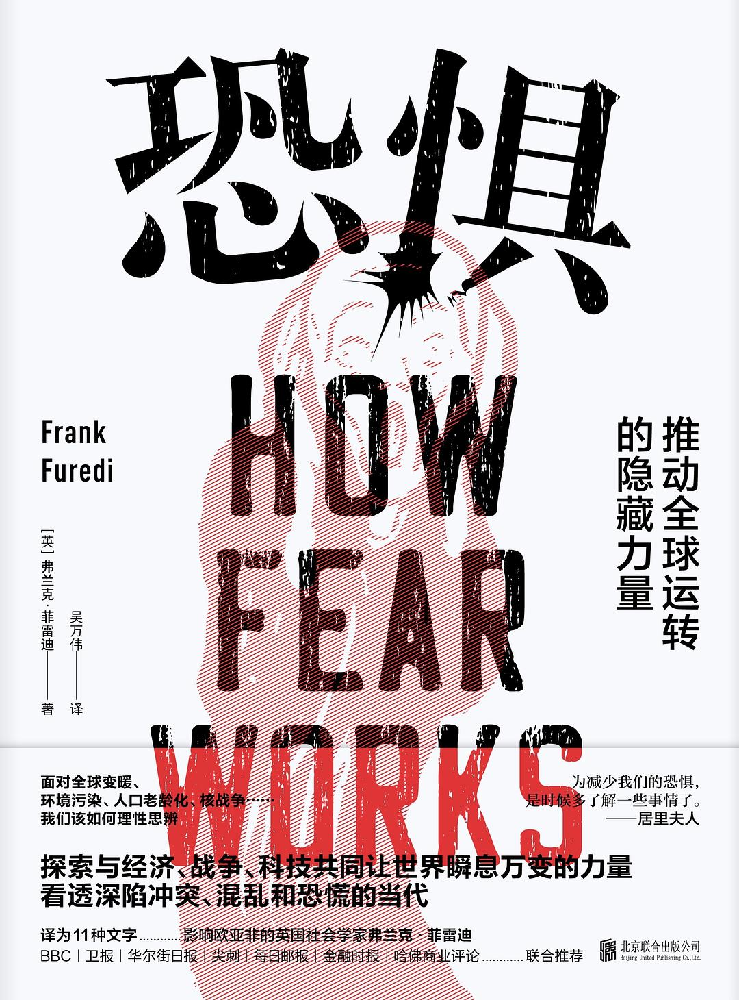 恐惧
HOW
FEAR
WORKS
Frank
Furedi
推动全球运转
的隐藏力量
[英]弗兰克·菲雷迪——著
吴万伟——译
面对全球变暖、
环境污染、人口老龄化、核战争……
我们该如何理性思辨
为减少我们的恐惧，
是时候多了解一些事情了。
——居里夫人
探索与经济、战争、科技共同让世界瞬息万变的力量
看透深陷冲突、混乱和恐慌的当代
译为11种文字............影响欧亚非的英国社会学家弗兰克·菲雷迪
BBC｜卫报｜华尔街日报｜尖刺｜每日邮报｜金融时报｜哈佛商业评论............联合推荐
北京联合出版公司
Beijing United Publishing Co.,Ltd.